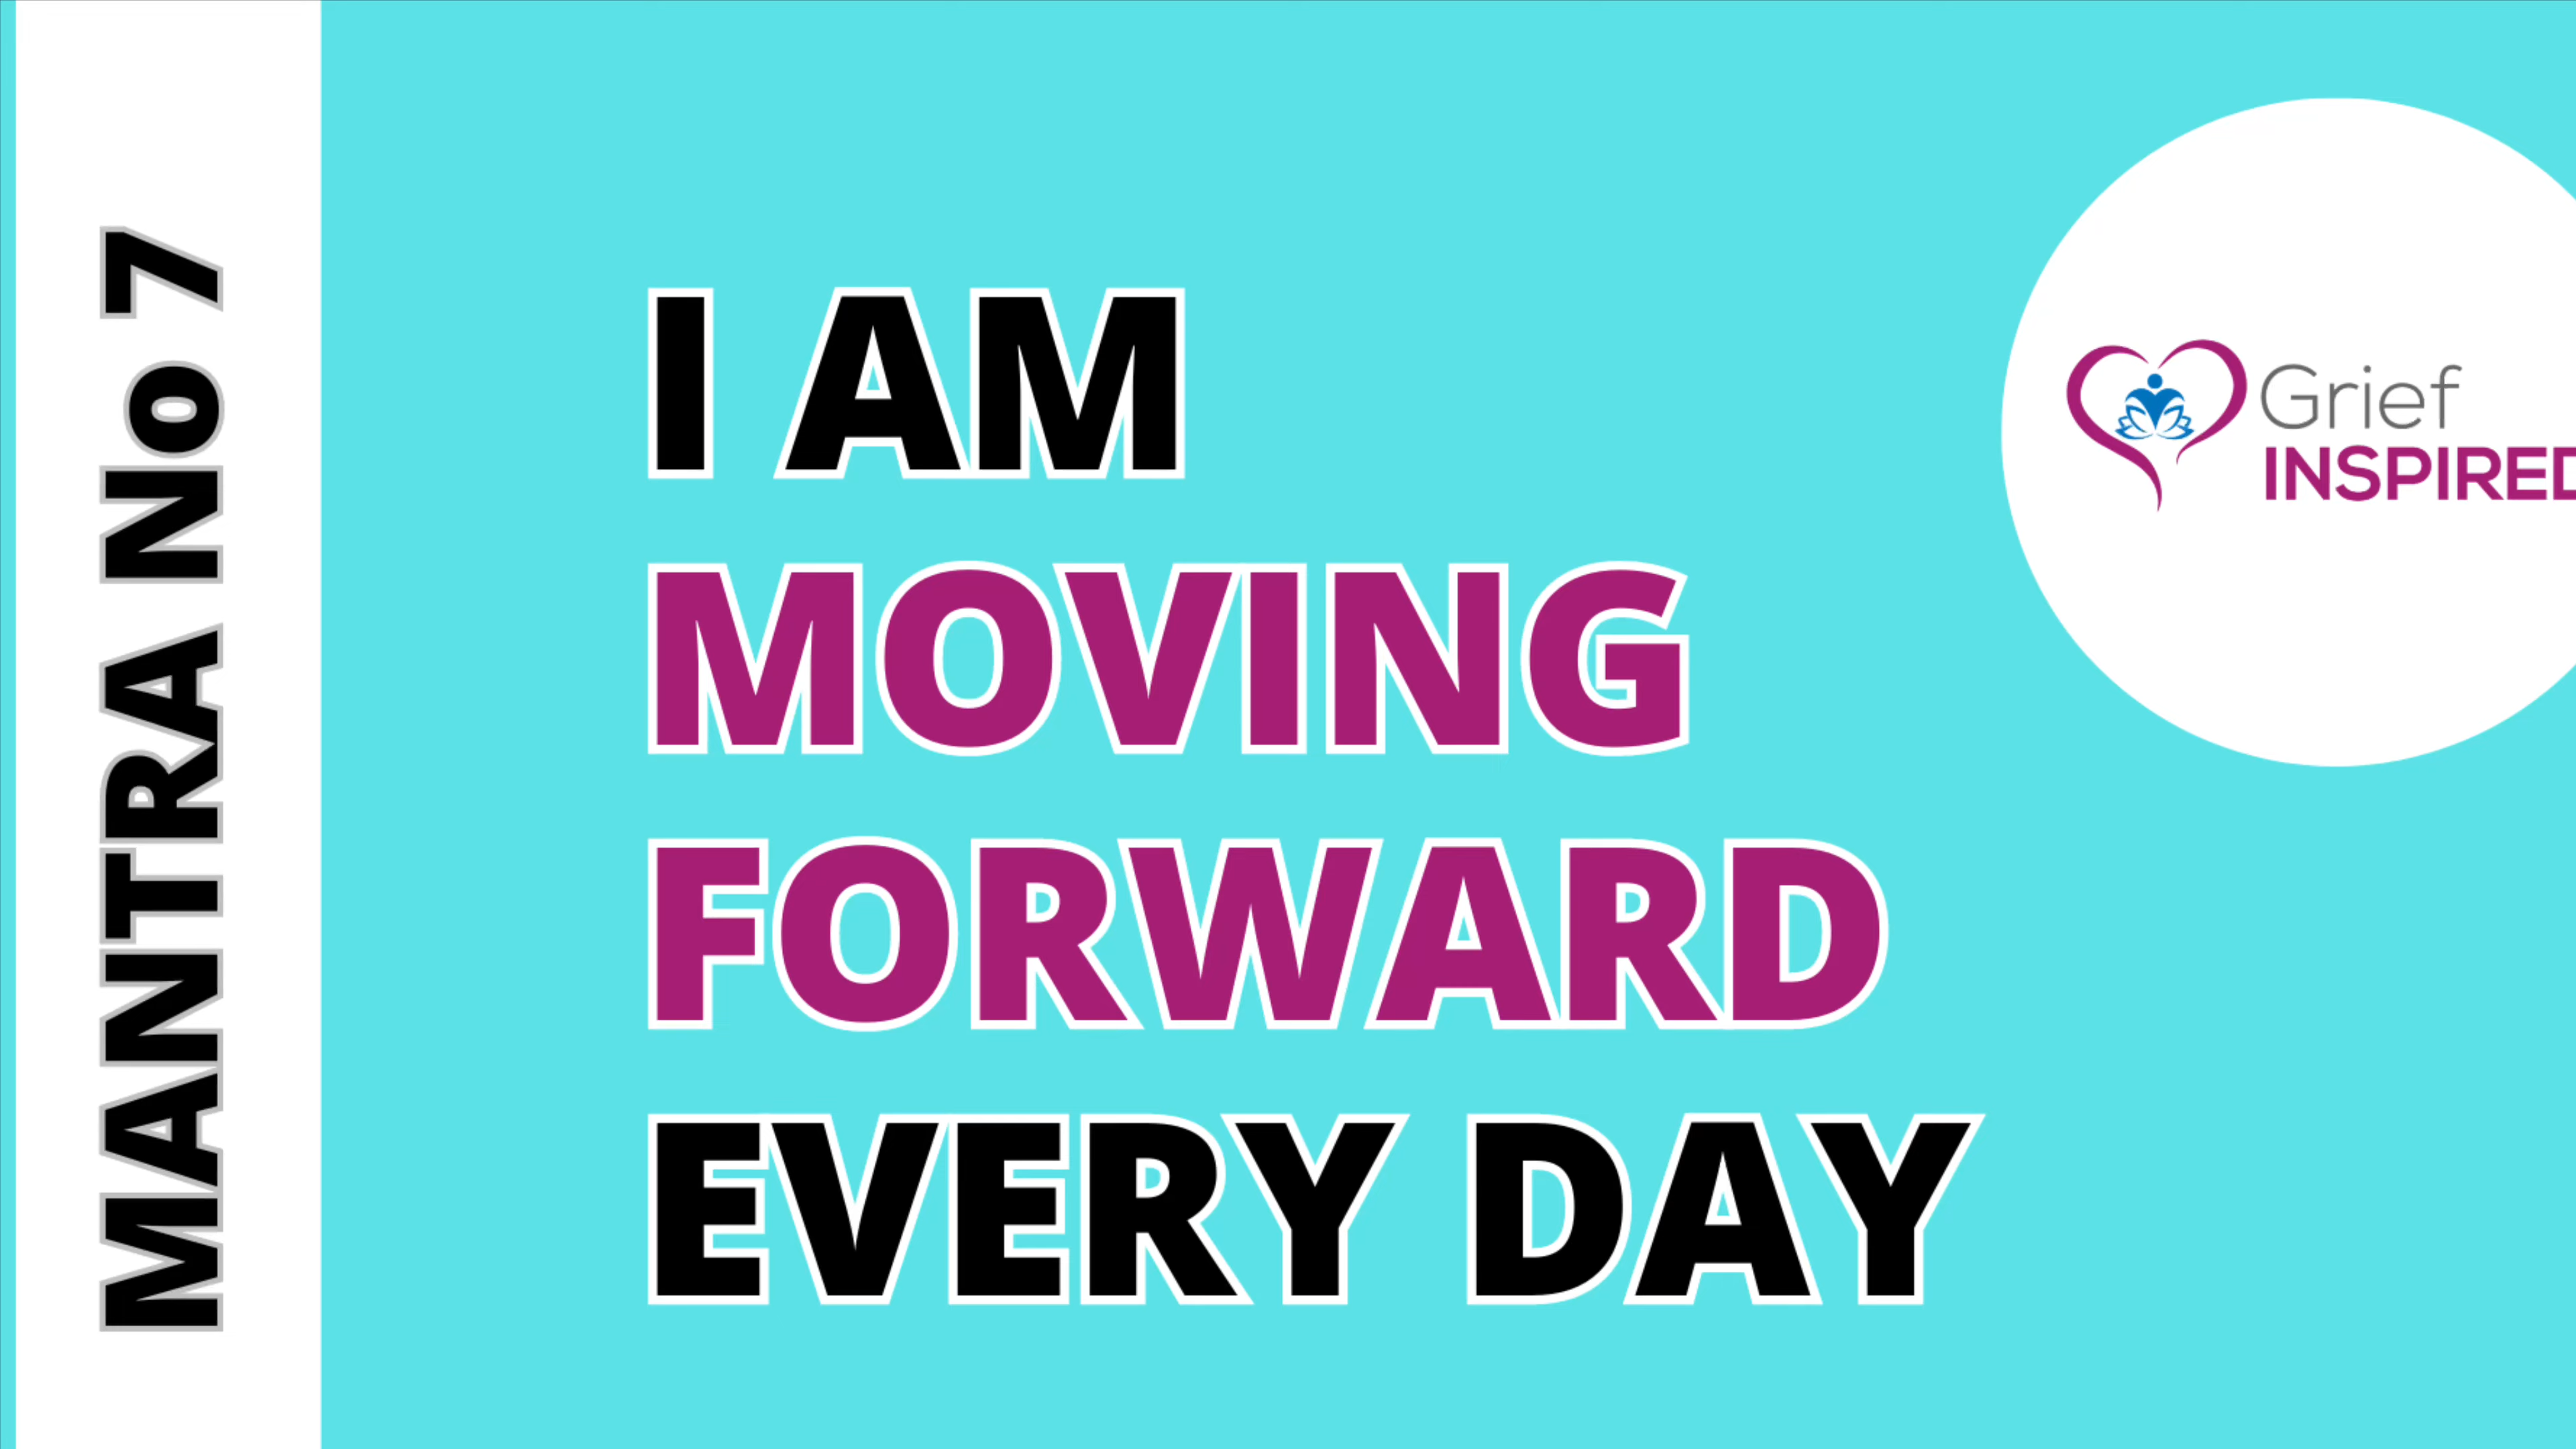 MANTRA No 7
I AM
MOVING
FORWARD
EVERY DAY
Grief
INSPIRED